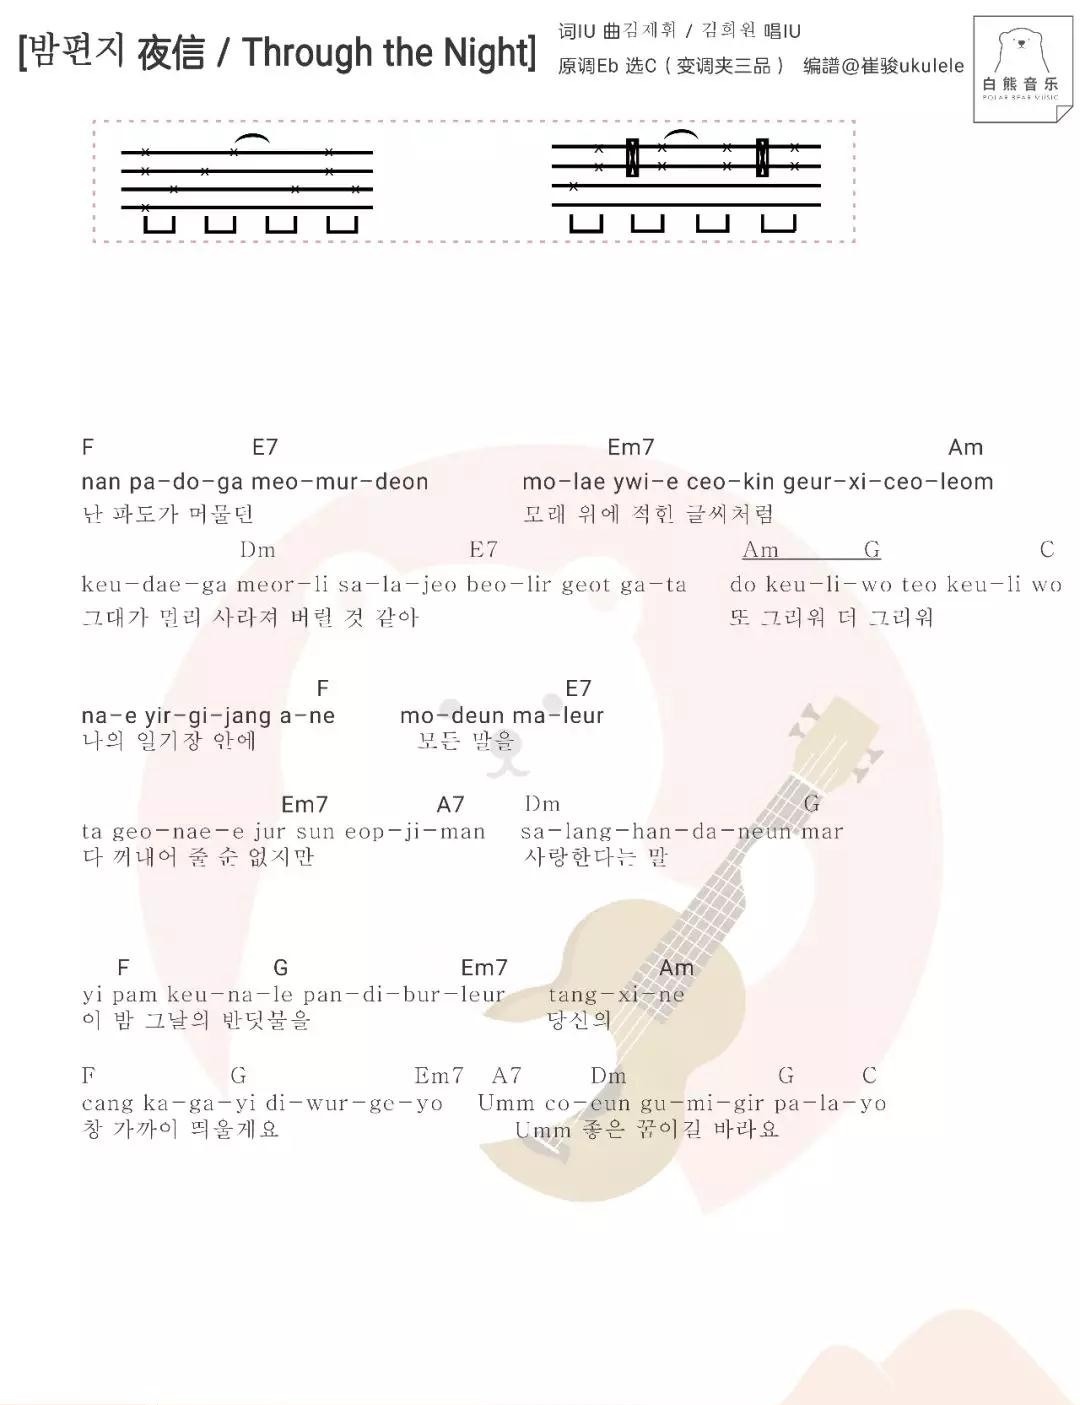 [밤편지 夜信 / Through the Night]
词IU 曲김제휘 / 김희원 唱IU
原调Eb 选C（变调夹三品） 编譜@崔骏ukulele
白熊音乐
POLAR BEAR MUSIC
F E7 Em7 Am
nan pa-do-ga meo-mur-deon mo-lae ywi-e ceo-kin geur-xi-ceo-leom
난 파도가 머물던 모래 위에 적힌 글씨처럼
Dm E7 Am G C
keu-dae-ga meor-li sa-la-jeo beo-lir geot ga-ta do keu-li-wo teo keu-li wo
그대가 멀리 사라져 버릴 것 같아 또 그리워 더 그리워
F E7
na-e yir-gi-jang a-ne mo-deun ma-leur
나의 일기장 안에 모든 말을
Em7 A7 Dm G
ta geo-nae-e jur sun eop-ji-man sa-lang-han-da-neun mar
다 꺼내어 줄 순 없지만 사랑한다는 말
F G Em7 Am
yi pam keu-na-le pan-di-bur-leur tang-xi-ne
이 밤 그날의 반딧불을 당신의
F G Em7 A7 Dm G C
cang ka-ga-yi di-wur-ge-yo Umm co-eun gu-mi-gir pa-la-yo
창 가까이 띄울게요 Umm 좋은 꿈이길 바라요